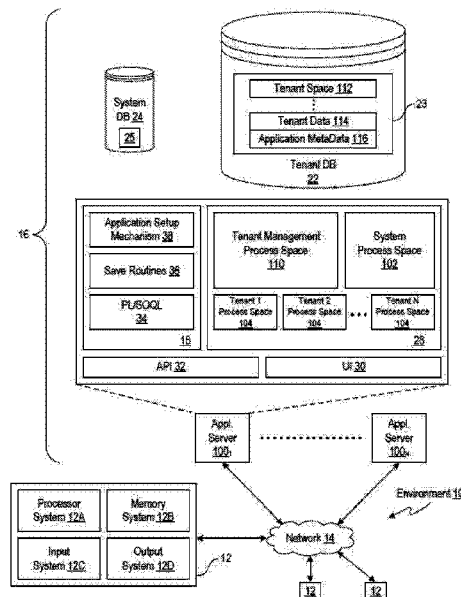 System
DB 24
25
Tenant Space 112
Tenant Data 114
Application MetaData 116
Tenant DB
22
23
16
Application Setup
Mechanism 38
Save Routines 36
PL/SOQL
34
18
Tenant Management
Process Space
110
System
Process Space
102
Tenant 1
Process Space
104
Tenant 2
Process Space
104
Tenant N
Process Space
104
28
API 32
UI 30
Appl.
Server
100₁
Appl.
Server
100N
Environment 10
Processor
System 12A
Memory
System 12B
Input
System 12C
Output
System 12D
12
Network 14
12
12